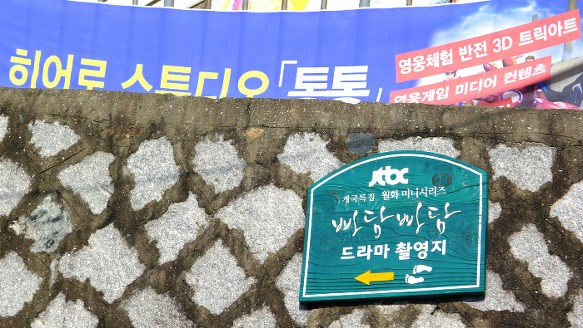 히어로 스튜디오 「통통」
영웅체험 반전 3D 트릭아트
영웅게임 미디어 컨텐츠
jtbc
개국특집 월화 미니시리즈
빠담빠담
드라마 촬영지